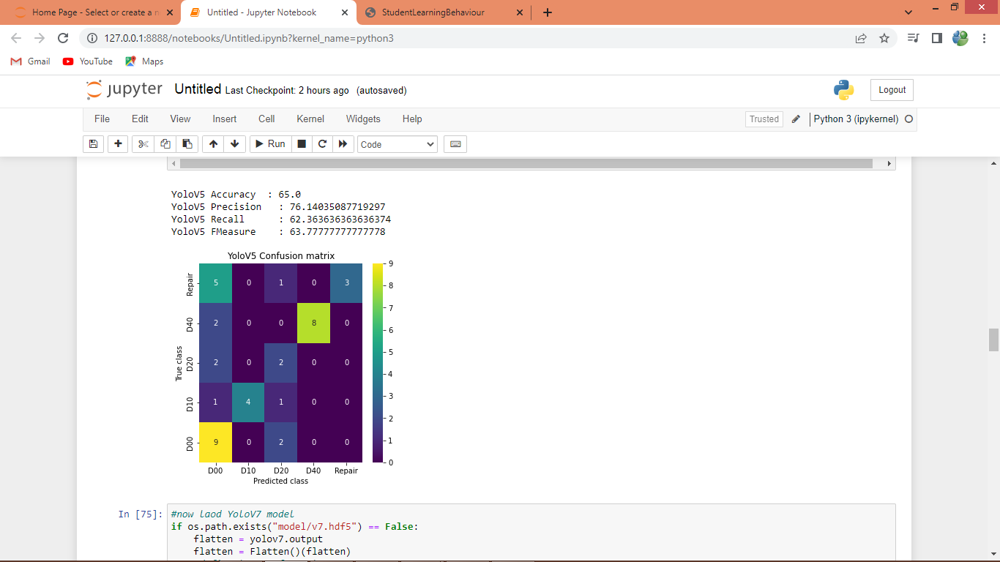 Home Page - Select or create a n
Untitled - Jupyter Notebook
StudentLearningBehaviour
127.0.0.1:8888/notebooks/Untitled.ipynb?kernel_name=python3
Gmail YouTube Maps
jupyter Untitled Last Checkpoint: 2 hours ago (autosaved) Logout
File Edit View Insert Cell Kernel Widgets Help Trusted Python 3 (ipykernel)
Run Code
YoloV5 Accuracy : 65.0
YoloV5 Precision : 76.14035087719297
YoloV5 Recall : 62.363636363636374
YoloV5 FMeasure : 63.77777777777778
YoloV5 Confusion matrix
Repair 5 0 1 0 3
D40 2 0 0 8 0
D20 2 0 2 0 0
D10 1 4 1 0 0
D00 9 0 2 0 0
True class
D00 D10 D20 D40 Repair
Predicted class
9
8
7
6
5
4
3
2
1
0
In [75]: #now laod YoloV7 model
if os.path.exists("model/v7.hdf5") == False:
flatten = yolov7.output
flatten = Flatten()(flatten)